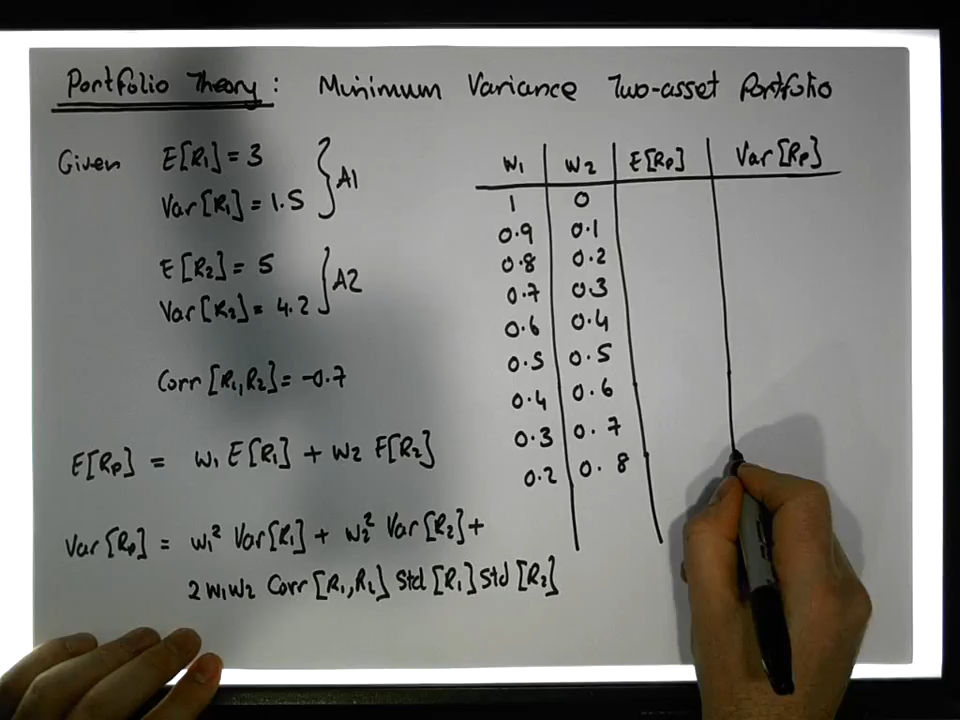 Portfolio Theory: Minimum Variance Two-asset Portfolio
Given E[R1] = 3
Var[R1] = 1.5
} A1
E[R2] = 5
Var[R2] = 4.2
} A2
Corr[R1,R2] = -0.7
E[Rp] = w1 E[R1] + w2 E[R2]
Var[Rp] = w1² Var[R1] + w2² Var[R2] +
2w1w2 Corr[R1,R2] Std[R1] Std[R2]
W1 W2 E[Rp] Var[Rp]
1 0
0.9 0.1
0.8 0.2
0.7 0.3
0.6 0.4
0.5 0.5
0.4 0.6
0.3 0.7
0.2 0.8